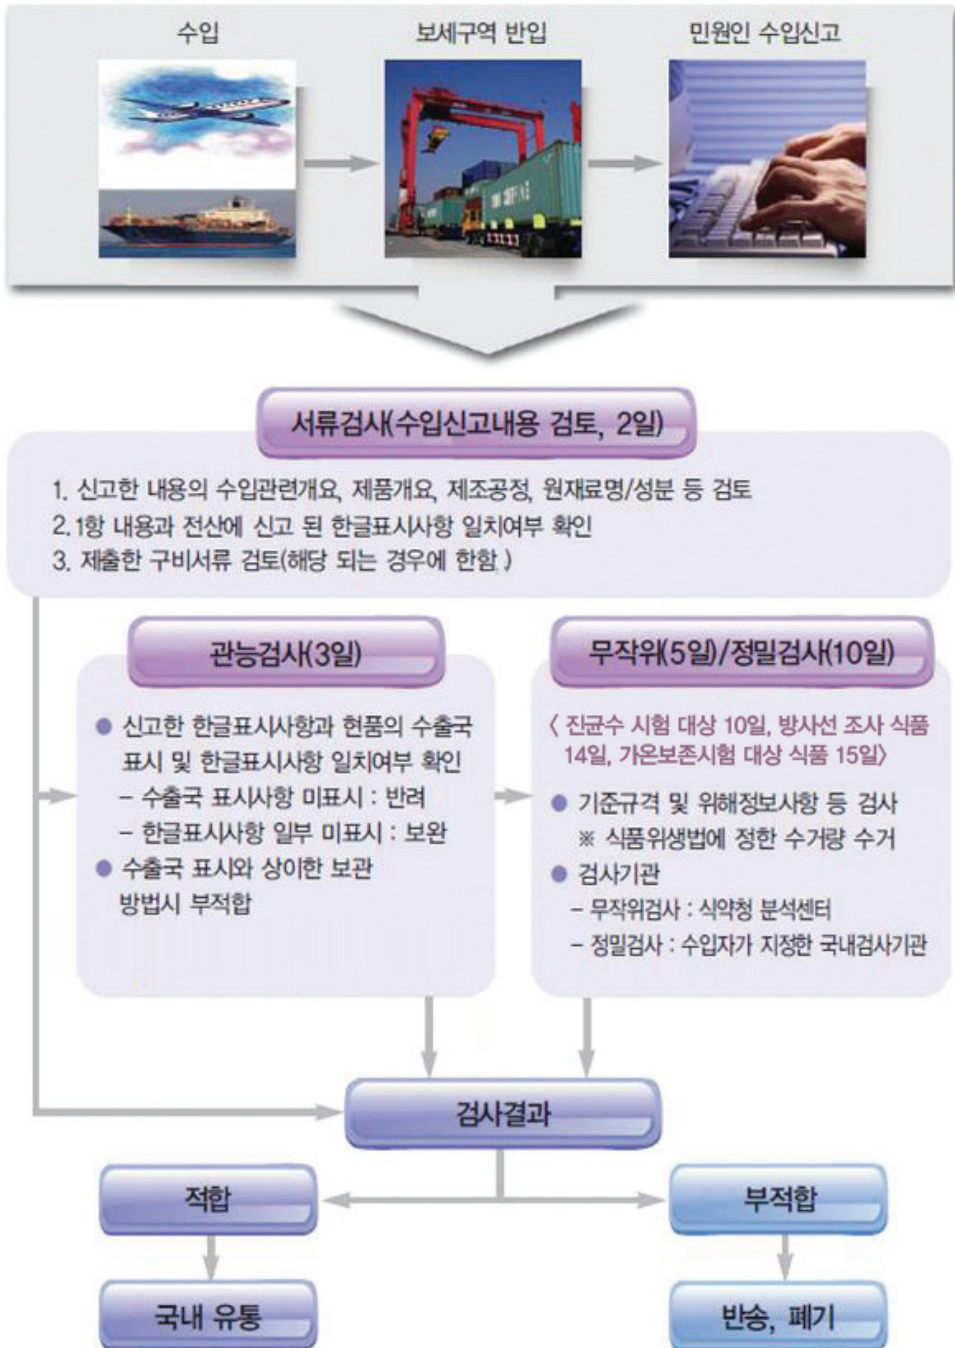 수입
보세구역 반입
민원인 수입신고
서류검사(수입신고내용 검토, 2일)
1. 신고한 내용의 수입관련개요, 제품개요, 제조공정, 원재료명/성분 등 검토
2. 1항 내용과 전산에 신고 된 한글표시사항 일치여부 확인
3. 제출한 구비서류 검토(해당 되는 경우에 한함.)
관능검사(3일)
● 신고한 한글표시사항과 현품의 수출국
표시 및 한글표시사항 일치여부 확인
– 수출국 표시사항 미표시 : 반려
– 한글표시사항 일부 미표시 : 보완
● 수출국 표시와 상이한 보관
방법시 부적합
무작위(5일)/정밀검사(10일)
〈 진균수 시험 대상 10일, 방사선 조사 식품
14일, 가온보존시험 대상 식품 15일〉
● 기준규격 및 위해정보사항 등 검사
※ 식품위생법에 정한 수거량 수거
● 검사기관
– 무작위검사 : 식약청 분석센터
– 정밀검사 : 수입자가 지정한 국내검사기관
검사결과
적합
부적합
국내 유통
반송, 폐기